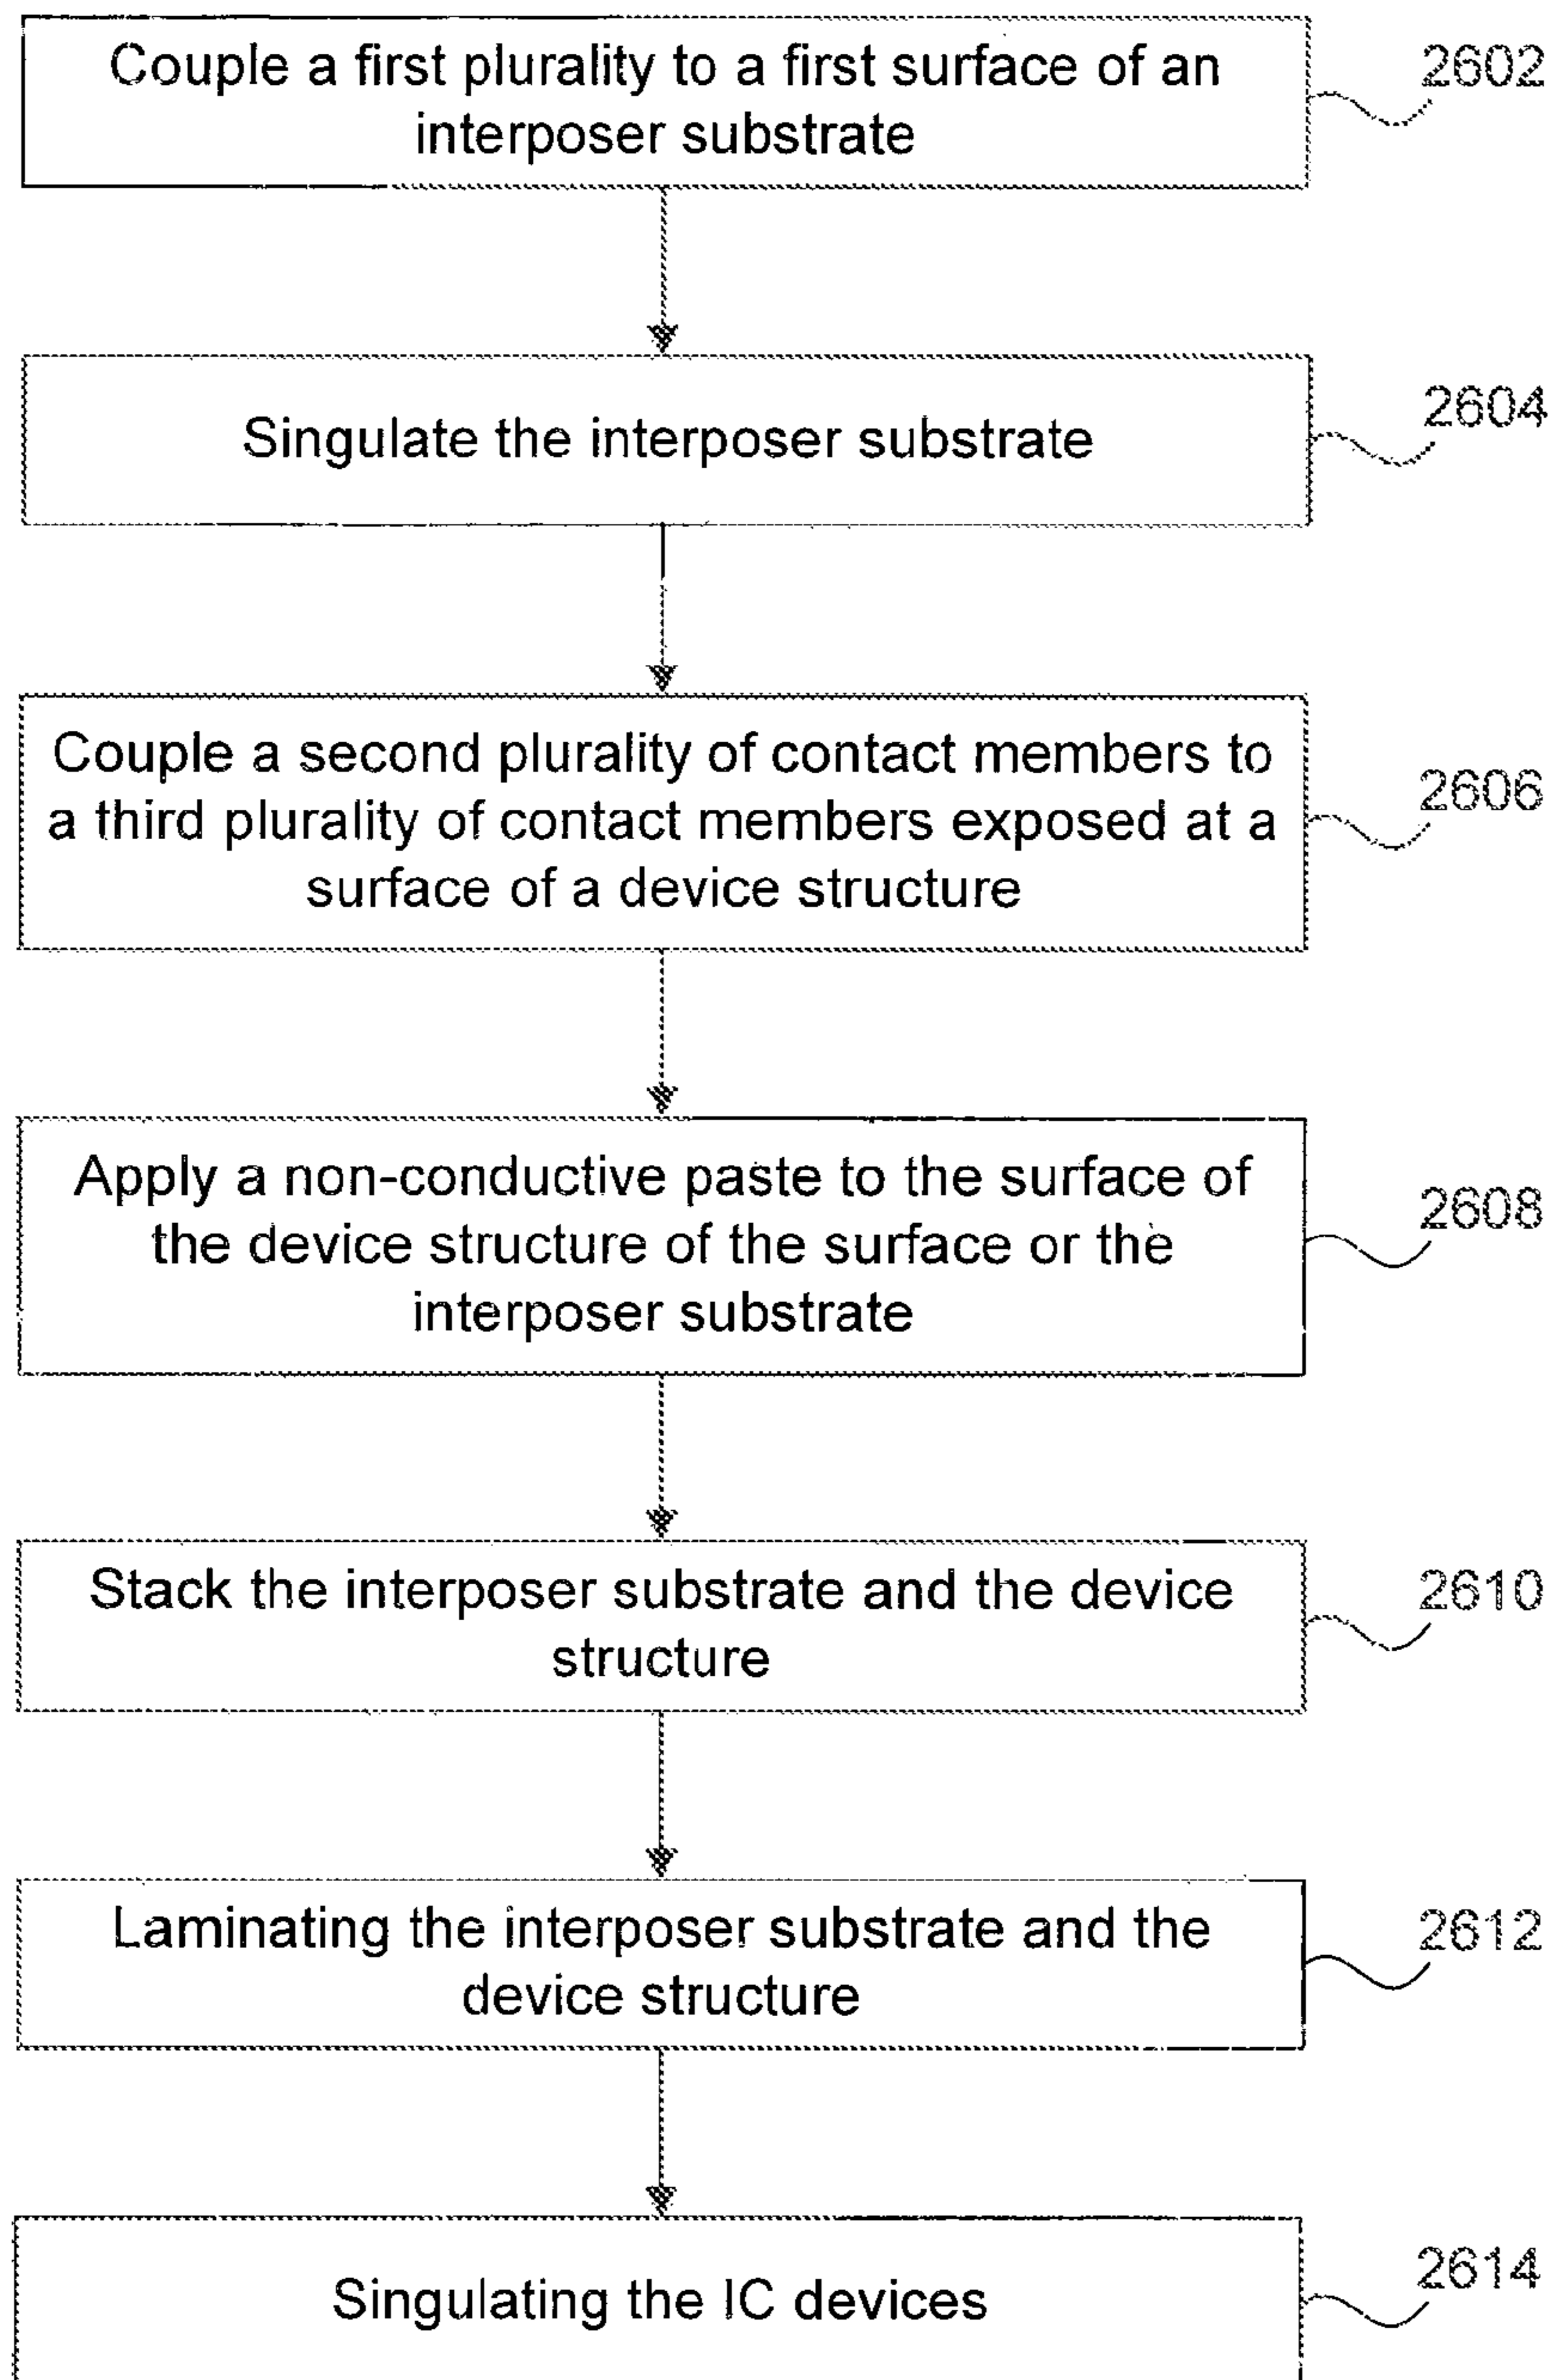 Couple a first plurality to a first surface of an
interposer substrate
2602
Singulate the interposer substrate
2604
Couple a second plurality of contact members to
a third plurality of contact members exposed at a
surface of a device structure
2606
Apply a non-conductive paste to the surface of
the device structure of the surface or the
interposer substrate
2608
Stack the interposer substrate and the device
structure
2610
Laminating the interposer substrate and the
device structure
2612
Singulating the IC devices
2614